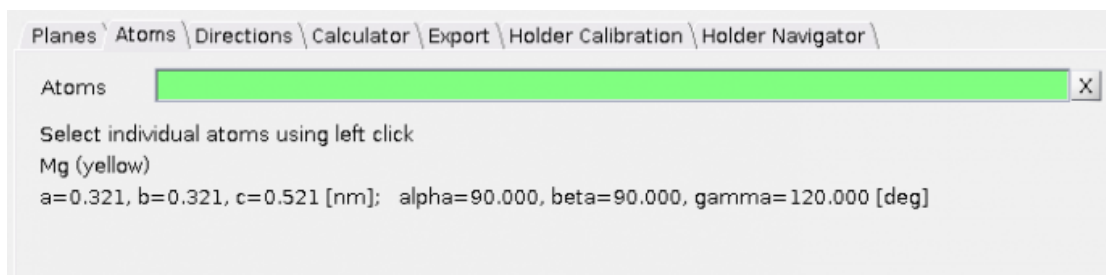 Planes Atoms Directions Calculator Export Holder Calibration Holder Navigator
Atoms X
Select individual atoms using left click
Mg (yellow)
a=0.321, b=0.321, c=0.521 [nm]; alpha=90.000, beta=90.000, gamma=120.000 [deg]